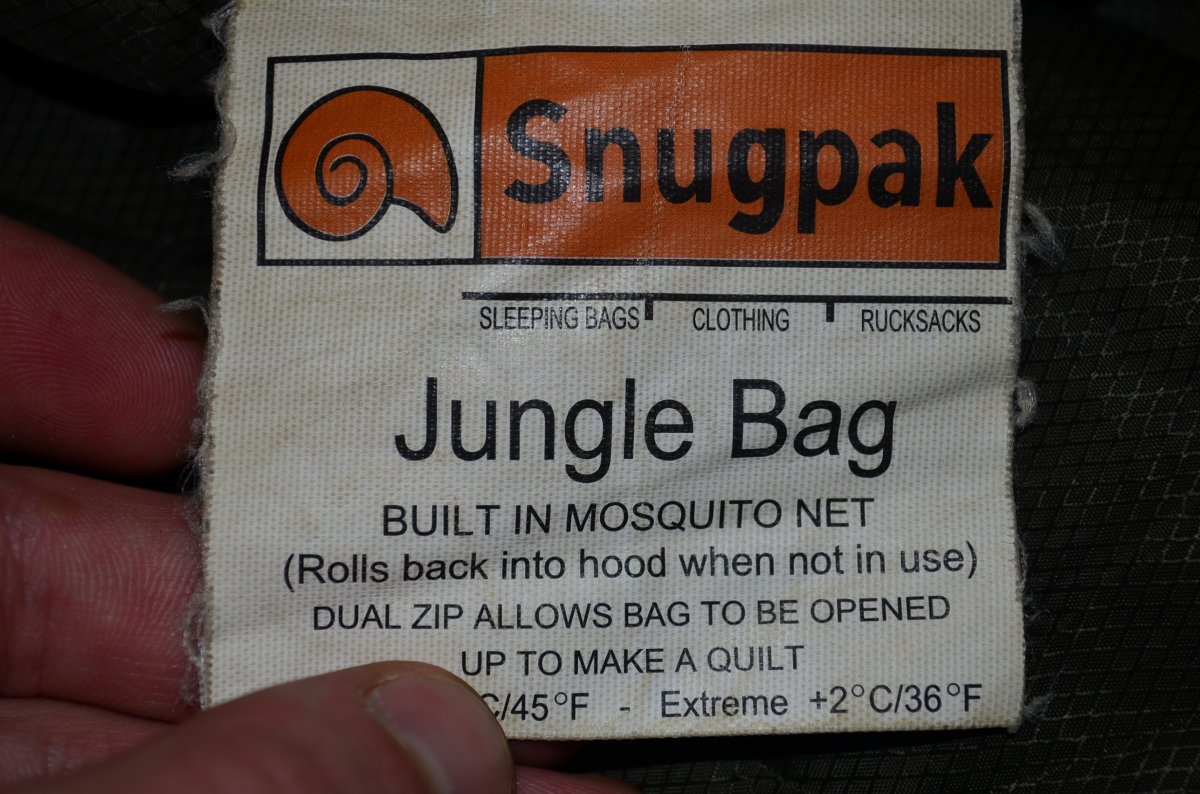 Snugpak
SLEEPING BAGS CLOTHING RUCKSACKS
Jungle Bag
BUILT IN MOSQUITO NET
(Rolls back into hood when not in use)
DUAL ZIP ALLOWS BAG TO BE OPENED
UP TO MAKE A QUILT
C/45°F - Extreme +2°C/36°F